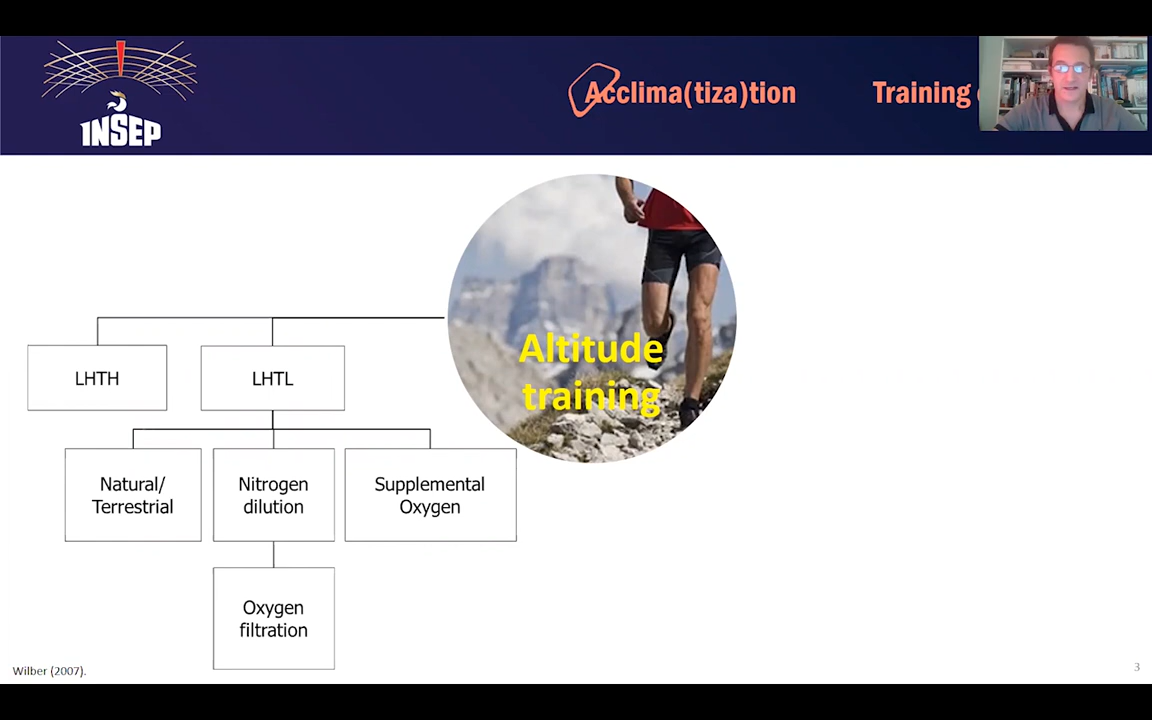 INSEP
Acclima(tiza)tion
Training
Altitude
training
LHTH
LHTL
Natural/
Terrestrial
Nitrogen
dilution
Supplemental
Oxygen
Oxygen
filtration
Wilber (2007).
3